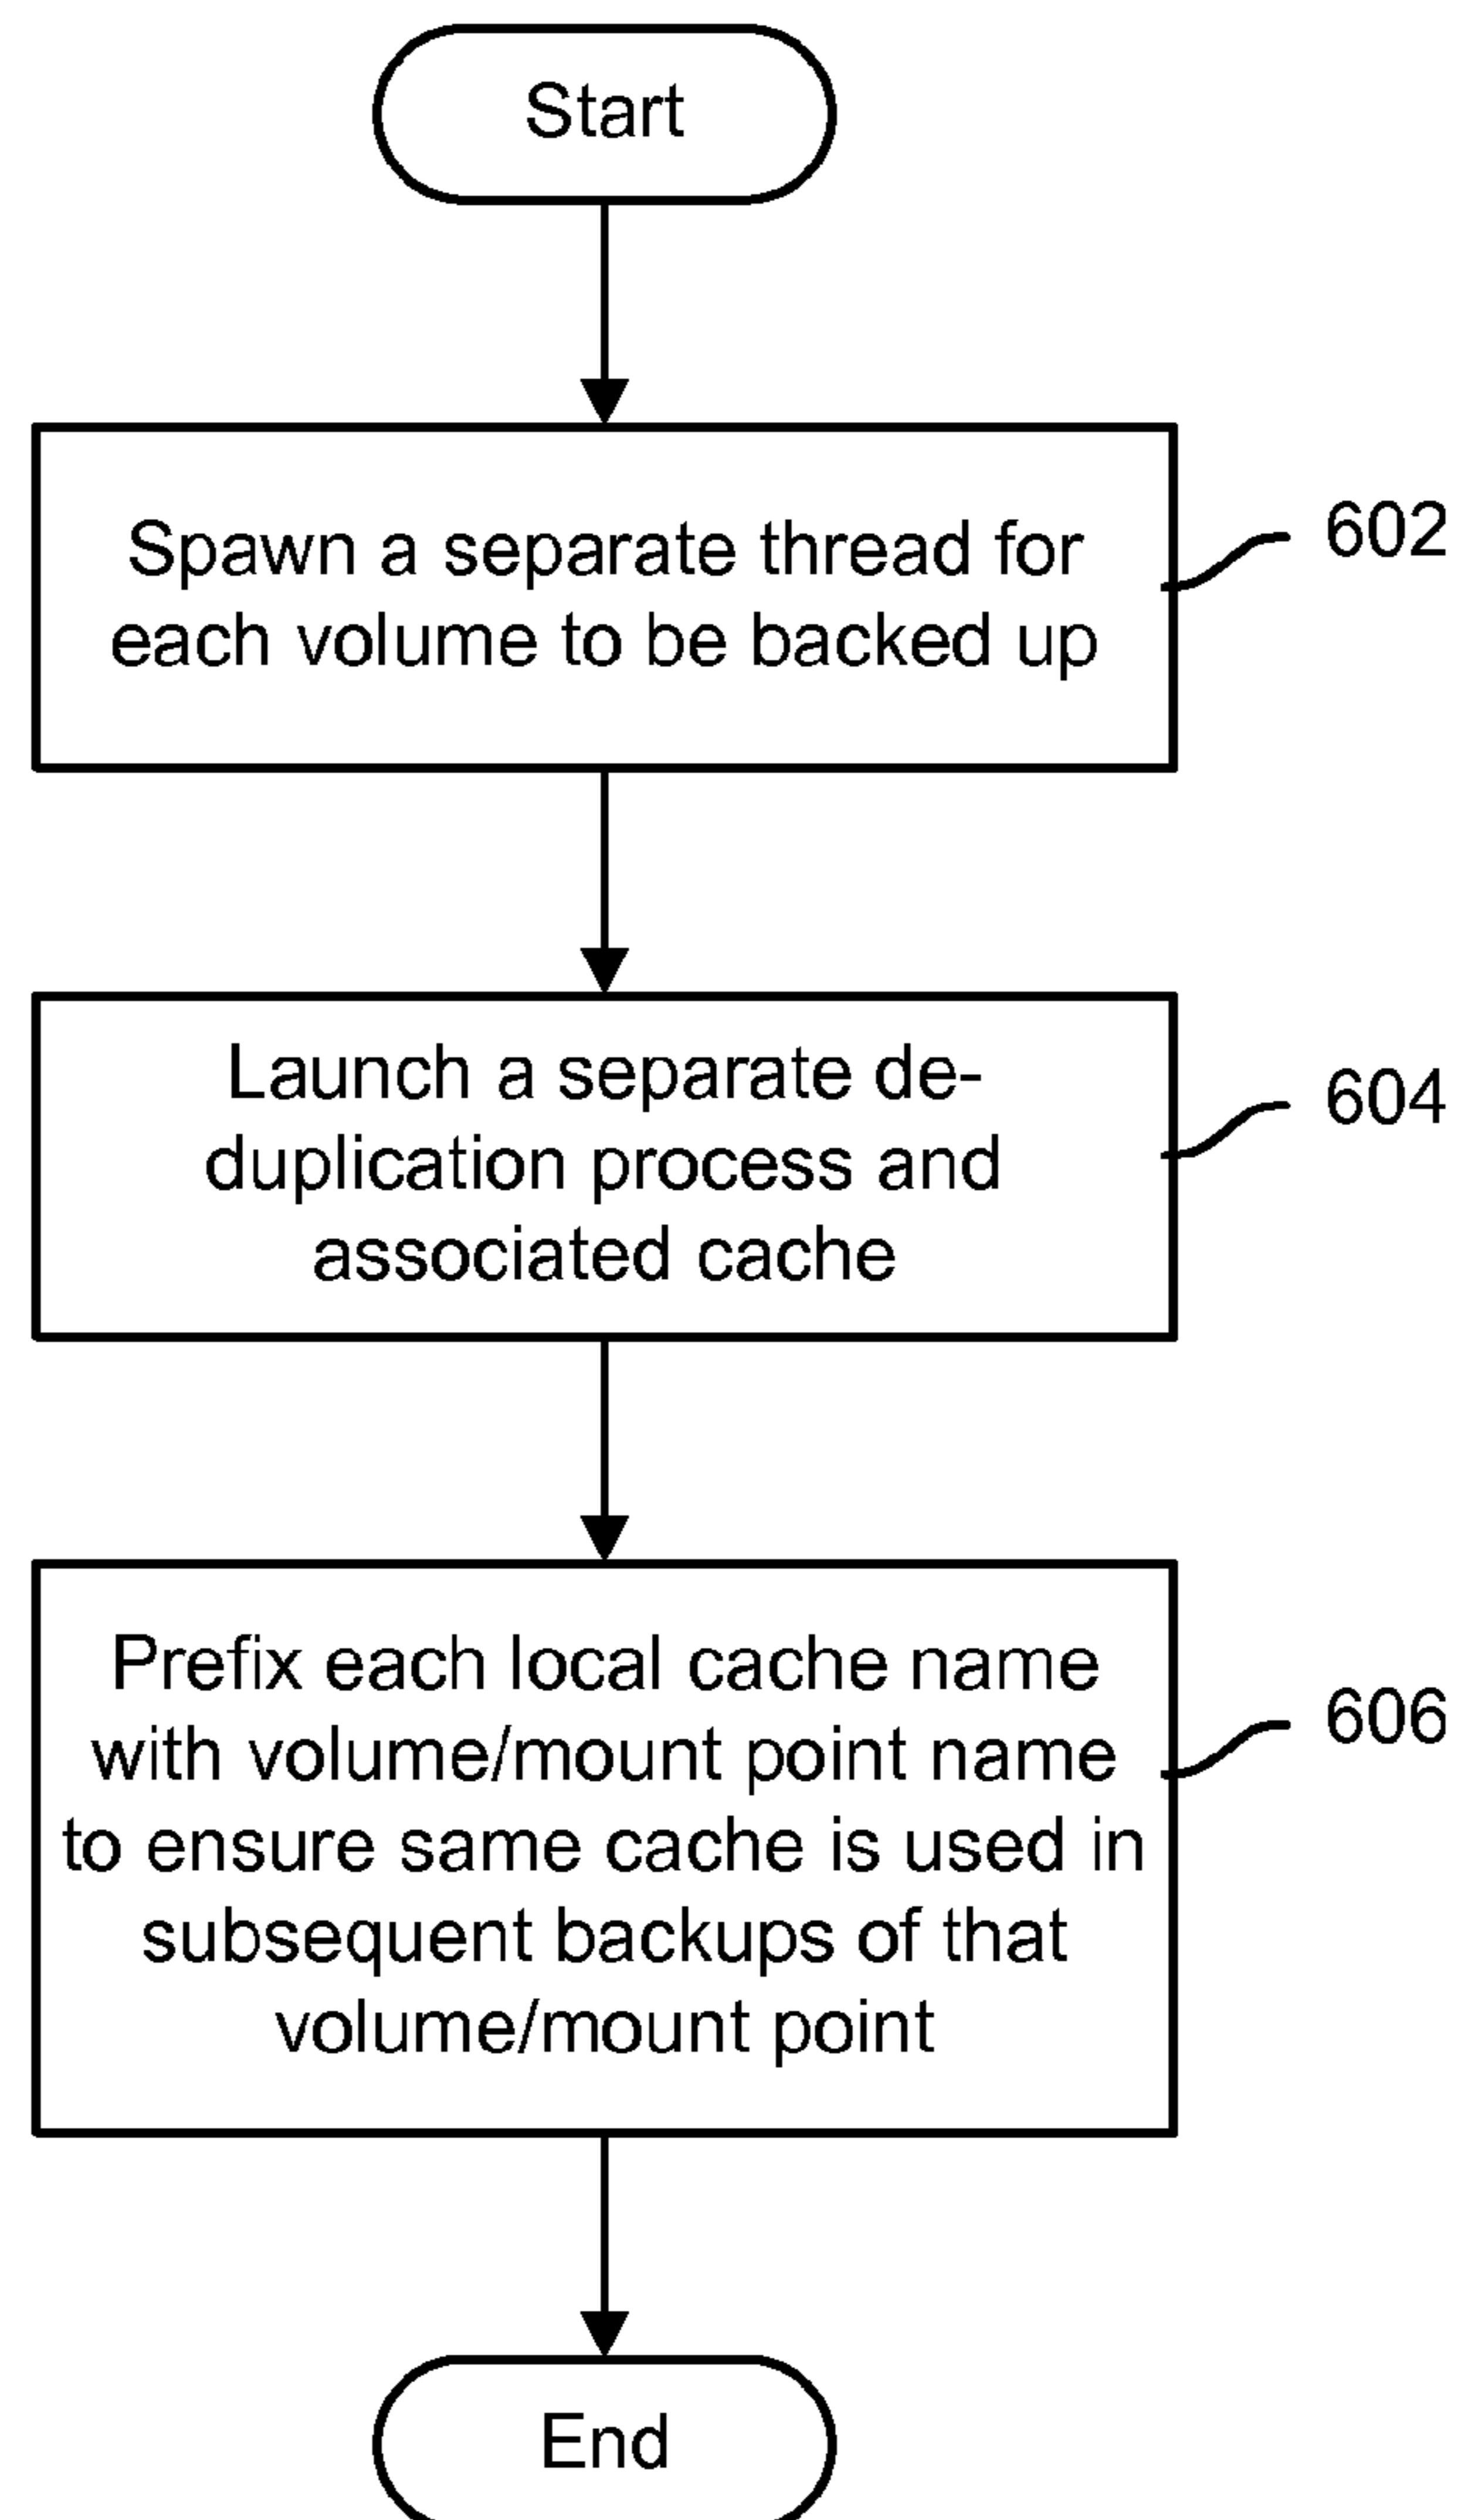 Start
Spawn a separate thread for
each volume to be backed up
602
Launch a separate de-
duplication process and
associated cache
604
Prefix each local cache name
with volume/mount point name
to ensure same cache is used in
subsequent backups of that
volume/mount point
606
End